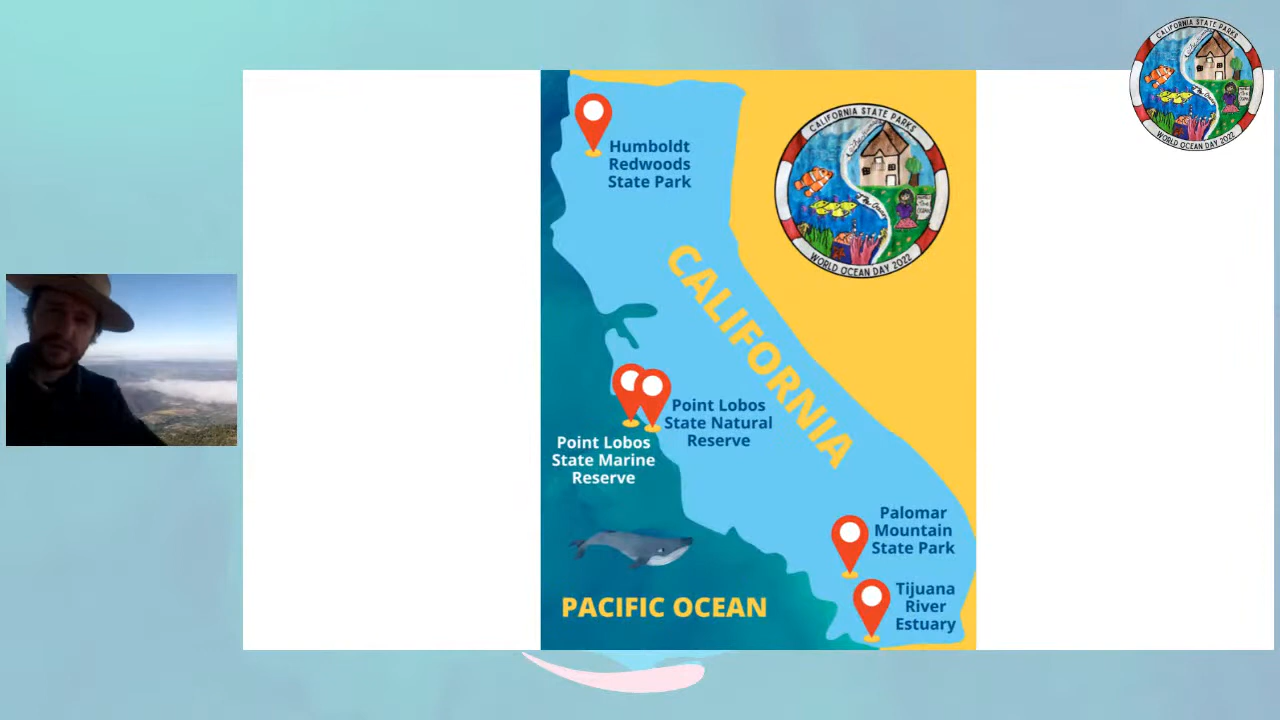 CALIFORNIA STATE PARKS
WORLD OCEAN DAY 2022
Humboldt
Redwoods
State Park
CALIFORNIA STATE PARKS
The Ocean
WORLD OCEAN DAY 2022
CALIFORNIA
Point Lobos
State Natural
Reserve
Point Lobos
State Marine
Reserve
Palomar
Mountain
State Park
Tijuana
River
Estuary
PACIFIC OCEAN